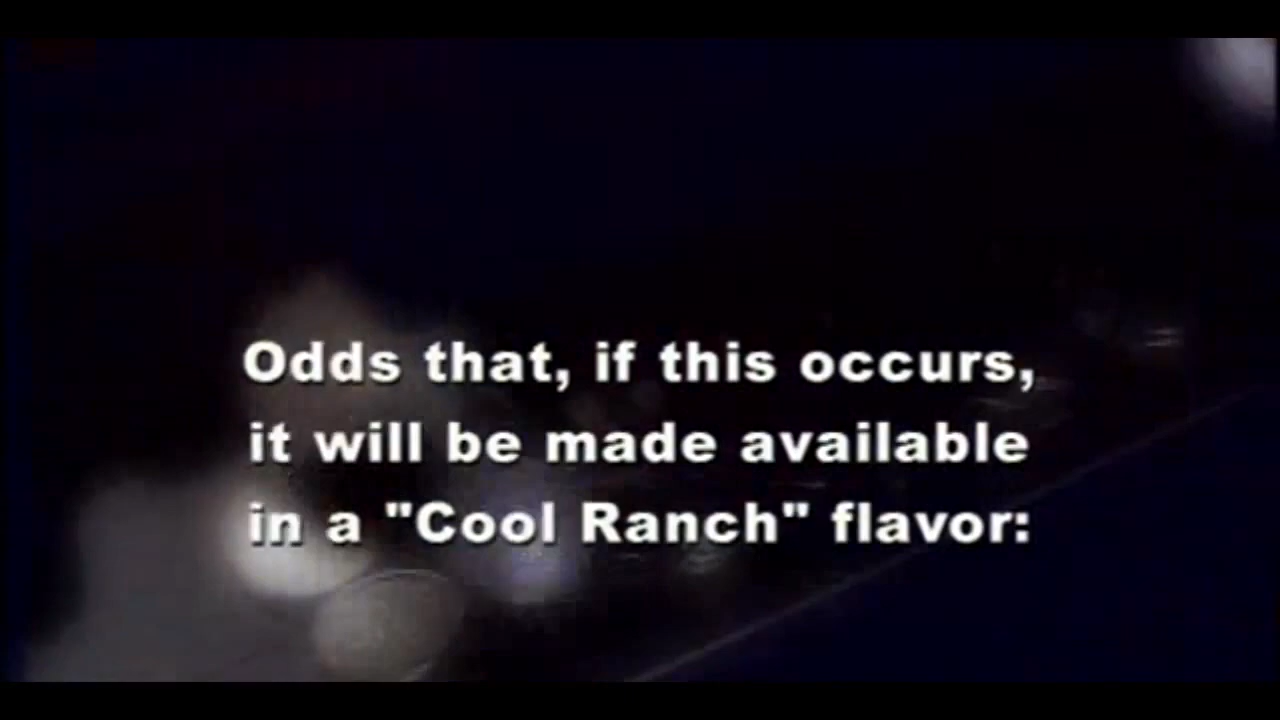 Odds that, if this occurs,
it will be made available
in a "Cool Ranch" flavor: